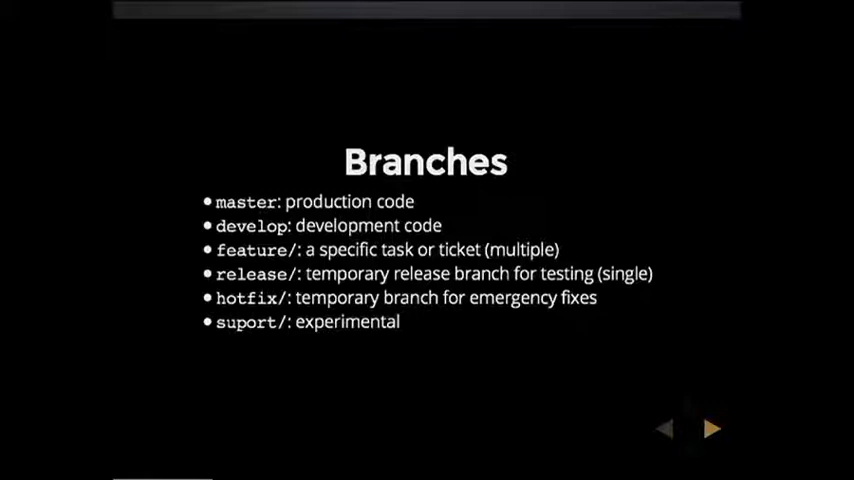 Branches
• master: production code
• develop: development code
• feature/: a specific task or ticket (multiple)
• release/: temporary release branch for testing (single)
• hotfix/: temporary branch for emergency fixes
• suport/: experimental